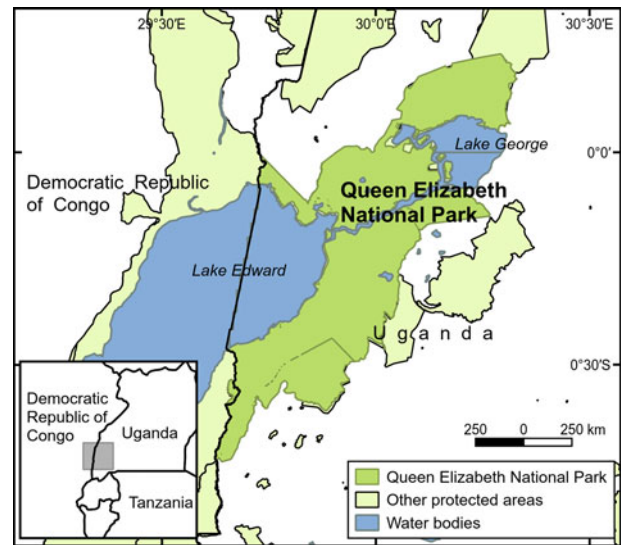 29°30'E
30°00'E
30°30'E
Lake George
0°0'
Democratic Republic
of Congo
Queen Elizabeth
National Park
Lake Edward
Uganda
0°30'S
Democratic
Republic of
Congo
Uganda
Tanzania
250 0 250 km
Queen Elizabeth National Park
Other protected areas
Water bodies